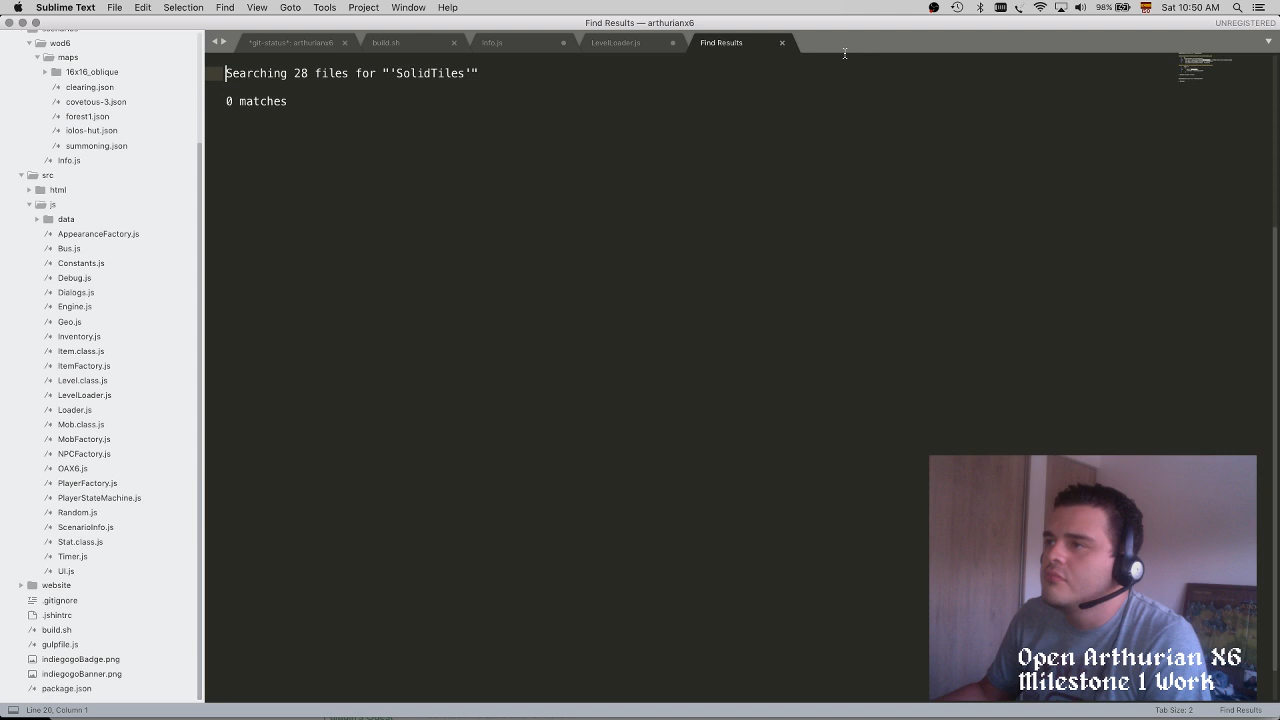 Sublime Text File Edit Selection Find View Goto Tools Project Window Help 98% Sat 10:50 AM
Find Results — arthurianx6 UNREGISTERED
*git-status*: arthurianx6 build.sh Info.js LevelLoader.js Find Results
Searching 28 files for "'SolidTiles'"
0 matches
wod6
maps
16x16_oblique
clearing.json
covetous-3.json
forest1.json
iolos-hut.json
summoning.json
Info.js
src
html
js
data
AppearanceFactory.js
Bus.js
Constants.js
Debug.js
Dialogs.js
Engine.js
Geo.js
Inventory.js
Item.class.js
ItemFactory.js
Level.class.js
LevelLoader.js
Loader.js
Mob.class.js
MobFactory.js
NPCFactory.js
OAX6.js
PlayerFactory.js
PlayerStateMachine.js
Random.js
ScenarioInfo.js
Stat.class.js
Timer.js
UI.js
website
.gitignore
.jshintrc
build.sh
gulpfile.js
indiegogoBadge.png
indiegogoBanner.png
package.json
Open Arthurian X6
Milestone 1 Work
Line 20, Column 1 Tab Size: 2 Find Results